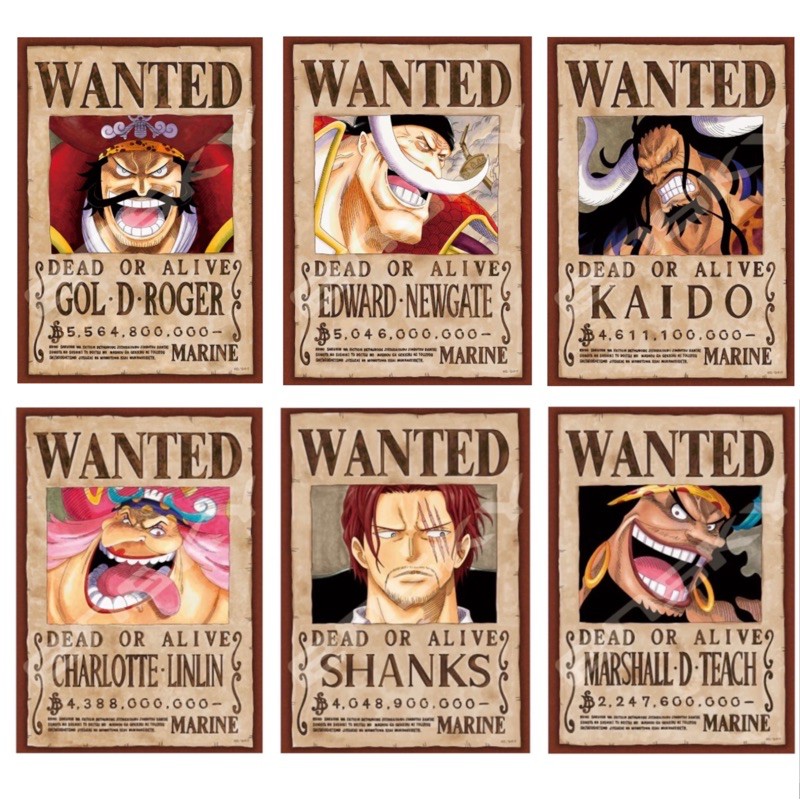 WANTED
DEAD OR ALIVE
GOL·D·ROGER
5,564,800,000-
MARINE
WANTED
DEAD OR ALIVE
EDWARD·NEWGATE
5,046,000,000-
MARINE
WANTED
DEAD OR ALIVE
KAIDO
4,611,100,000-
MARINE
WANTED
DEAD OR ALIVE
CHARLOTTE·LINLIN
4,388,000,000-
MARINE
WANTED
DEAD OR ALIVE
SHANKS
4,048,900,000-
MARINE
WANTED
DEAD OR ALIVE
MARSHALL·D·TEACH
2,247,600,000-
MARINE